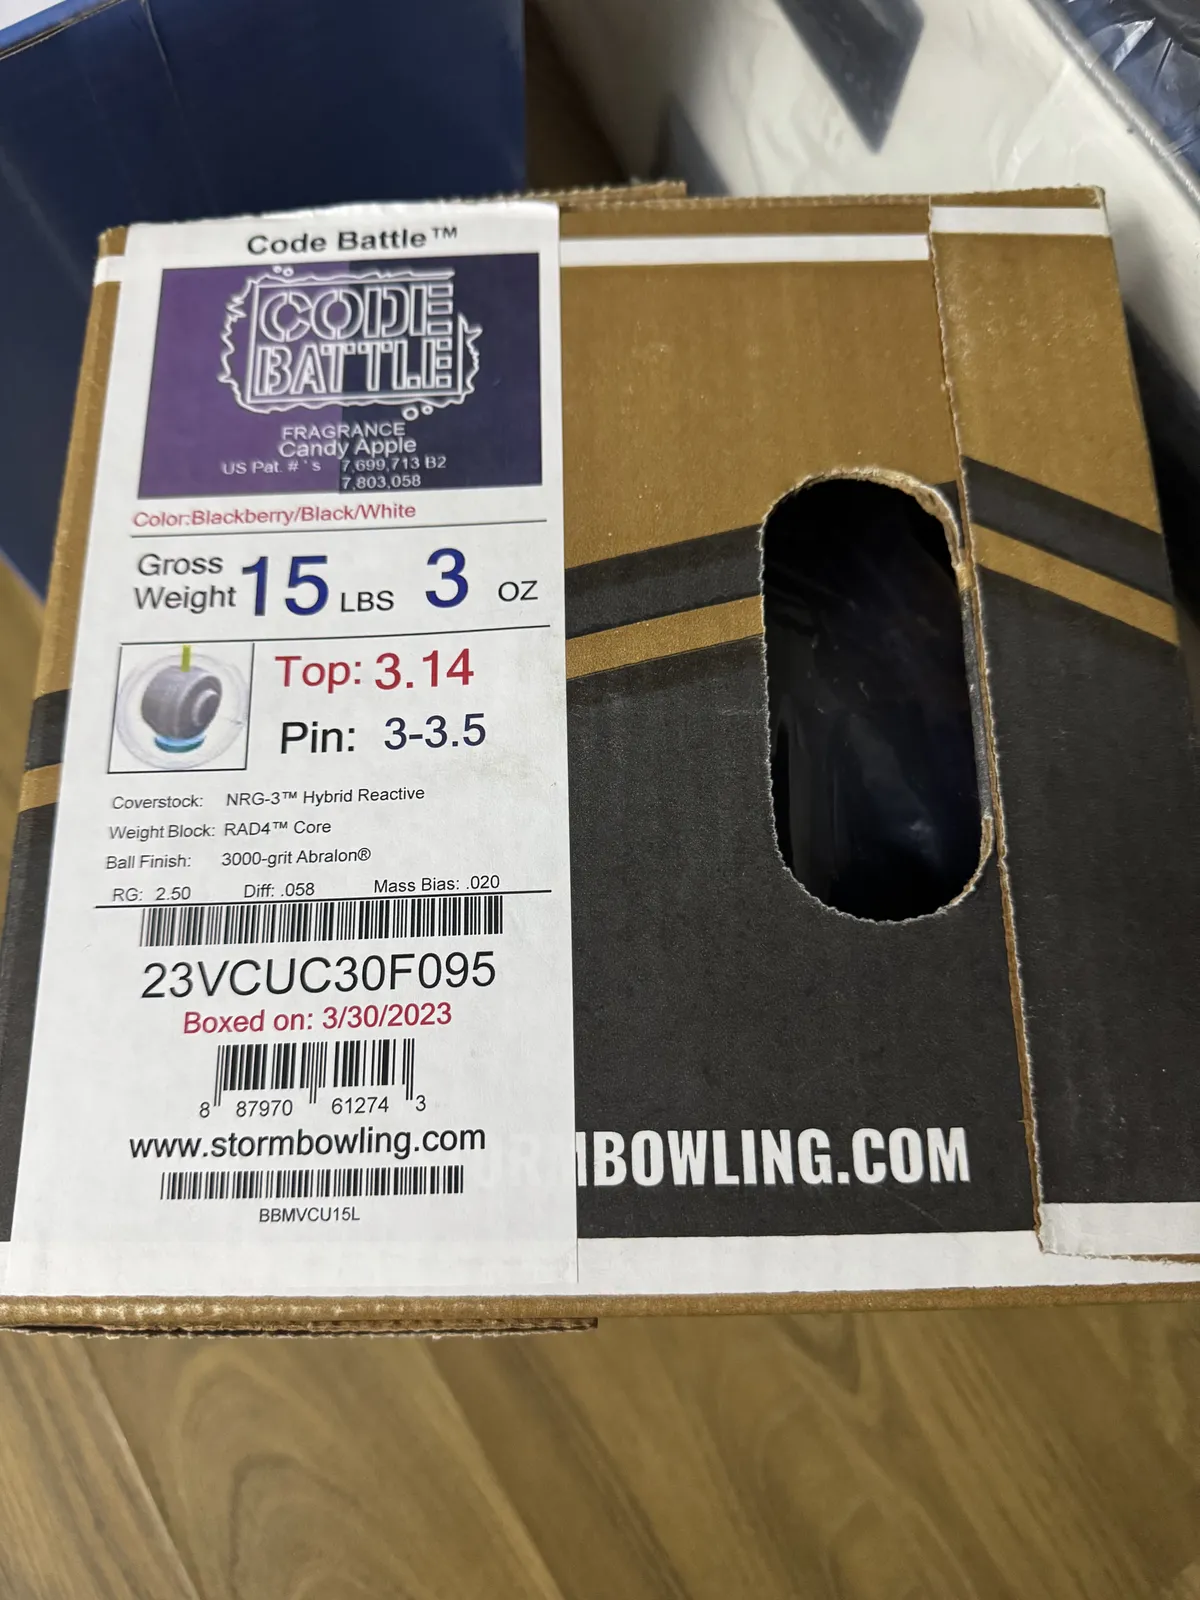 Code Battle™
CODE
BATTLE
FRAGRANCE
Candy Apple
US Pat. #`s 7,699,713 B2
7,803,058
Color:Blackberry/Black/White
Gross Weight 15 LBS 3 OZ
Top: 3.14
Pin: 3-3.5
Coverstock: NRG-3™ Hybrid Reactive
Weight Block: RAD4™ Core
Ball Finish: 3000-grit Abralon®
RG: 2.50 Diff: .058 Mass Bias: .020
23VCUC30F095
Boxed on: 3/30/2023
8 87970 61274 3
www.stormbowling.com
BBMVCU15L
RMBOWLING.COM